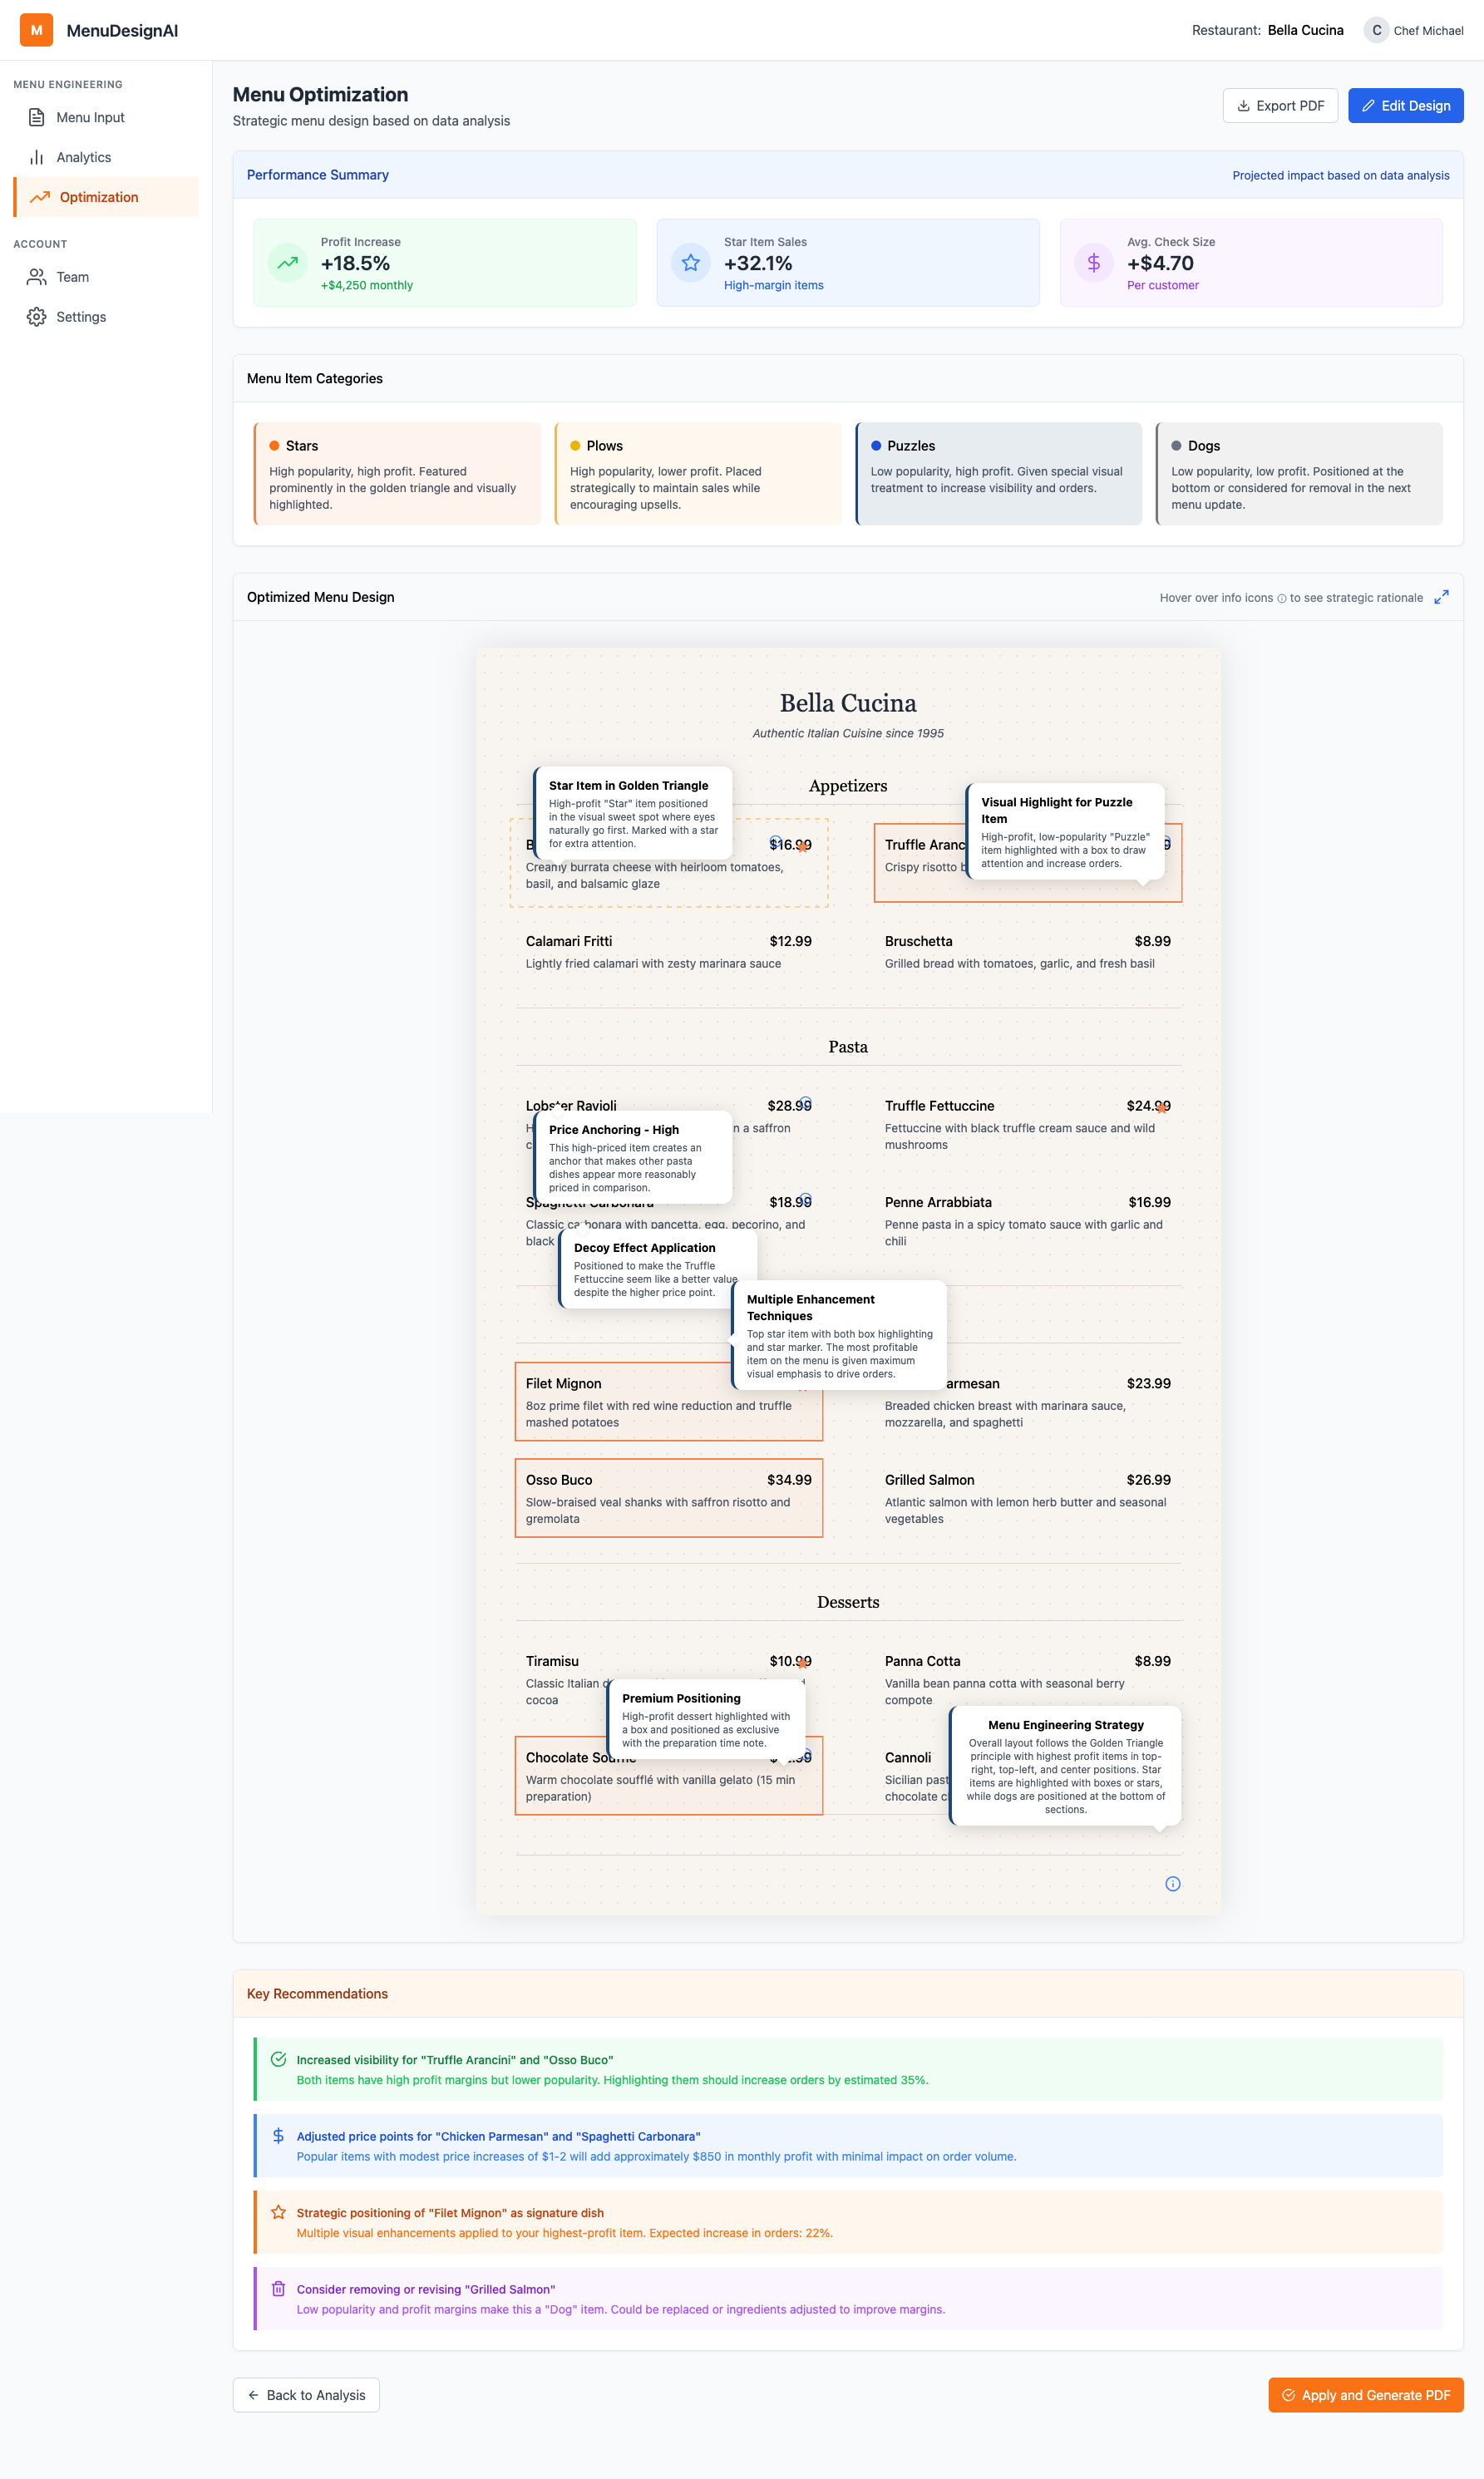 M
MenuDesignAI
Restaurant: Bella Cucina
C
Chef Michael
MENU ENGINEERING
Menu Input
Analytics
Optimization
ACCOUNT
Team
Settings
Menu Optimization
Strategic menu design based on data analysis
Export PDF
Edit Design
Performance Summary
Projected impact based on data analysis
Profit Increase
+18.5%
+$4,250 monthly
Star Item Sales
+32.1%
High-margin items
Avg. Check Size
+$4.70
Per customer
Menu Item Categories
Stars
High popularity, high profit. Featured
prominently in the golden triangle and visually
highlighted.
Plows
High popularity, lower profit. Placed
strategically to maintain sales while
encouraging upsells.
Puzzles
Low popularity, high profit. Given special visual
treatment to increase visibility and orders.
Dogs
Low popularity, low profit. Positioned at the
bottom or considered for removal in the next
menu update.
Optimized Menu Design
Hover over info icons to see strategic rationale
Bella Cucina
Authentic Italian Cuisine since 1995
Appetizers
Star Item in Golden Triangle
High-profit "Star" item positioned
in the visual sweet spot where eyes
naturally go first. Marked with a star
for extra attention.
$16.99
Creamy burrata cheese with heirloom tomatoes,
basil, and balsamic glaze
Visual Highlight for Puzzle
Item
High-profit, low-popularity "Puzzle"
item highlighted with a box to draw
attention and increase orders.
Truffle
Crispy risotto
Calamari Fritti
$12.99
Lightly fried calamari with zesty marinara sauce
Bruschetta
$8.99
Grilled bread with tomatoes, garlic, and fresh basil
Pasta
Lobster Ravioli
$28.99
n a saffron
Price Anchoring - High
This high-priced item creates an
anchor that makes other pasta
dishes appear more reasonably
priced in comparison.
Truffle Fettuccine
$24.99
Fettuccine with black truffle cream sauce and wild
mushrooms
Spaghetti Carbonara
$18.99
Classic carbonara with pancetta, egg, pecorino, and
black
Decoy Effect Application
Positioned to make the Truffle
Fettuccine seem like a better value
despite the higher price point.
Penne Arrabbiata
$16.99
Penne pasta in a spicy tomato sauce with garlic and
chili
Multiple Enhancement
Techniques
Top star item with both box highlighting
and star marker. The most profitable
item on the menu is given maximum
visual emphasis to drive orders.
Filet Mignon
8oz prime filet with red wine reduction and truffle
mashed potatoes
armesan
$23.99
Breaded chicken breast with marinara sauce,
mozzarella, and spaghetti
Osso Buco
$34.99
Slow-braised veal shanks with saffron risotto and
gremolata
Grilled Salmon
$26.99
Atlantic salmon with lemon herb butter and seasonal
vegetables
Desserts
Tiramisu
$10.99
Classic Italian
cocoa
Panna Cotta
$8.99
Vanilla bean panna cotta with seasonal berry
compote
Premium Positioning
High-profit dessert highlighted with
a box and positioned as exclusive
with the preparation time note.
Chocolate Soufflé
Warm chocolate soufflé with vanilla gelato (15 min
preparation)
Menu Engineering Strategy
Overall layout follows the Golden Triangle
principle with highest profit items in top-
right, top-left, and center positions. Star
items are highlighted with boxes or stars,
while dogs are positioned at the bottom of
sections.
Cannoli
Sicilian
chocolate
Key Recommendations
Increased visibility for "Truffle Arancini" and "Osso Buco"
Both items have high profit margins but lower popularity. Highlighting them should increase orders by estimated 35%.
Adjusted price points for "Chicken Parmesan" and "Spaghetti Carbonara"
Popular items with modest price increases of $1-2 will add approximately $850 in monthly profit with minimal impact on order volume.
Strategic positioning of "Filet Mignon" as signature dish
Multiple visual enhancements applied to your highest-profit item. Expected increase in orders: 22%.
Consider removing or revising "Grilled Salmon"
Low popularity and profit margins make this a "Dog" item. Could be replaced or ingredients adjusted to improve margins.
Back to Analysis
Apply and Generate PDF